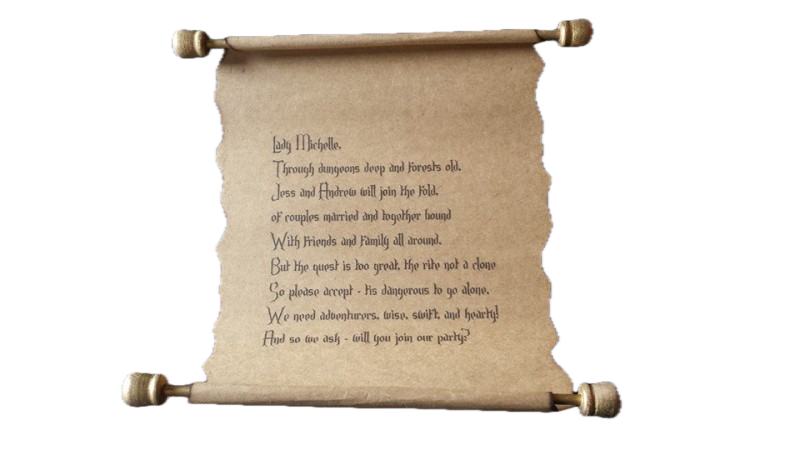 Lady Michelle,
Through dungeons deep and forests old,
Jess and Andrew will join the fold,
of couples married and together bound
With friends and family all around.
But the quest is too great, the rite not a clone
So please accept - tis dangerous to go alone.
We need adventurers, wise, swift, and hearty!
And so we ask - will you join our party?